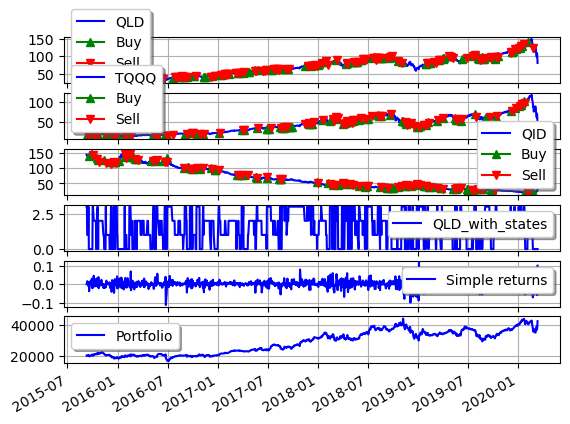 QLD
Buy
Sell
150
100
50
TQQQ
Buy
Sell
100
50
QID
Buy
Sell
150
100
50
QLD_with_states
2.5
0.0
Simple returns
0.1
0.0
−0.1
Portfolio
40000
20000
2015-07
2016-01
2016-07
2017-01
2017-07
2018-01
2018-07
2019-01
2019-07
2020-01